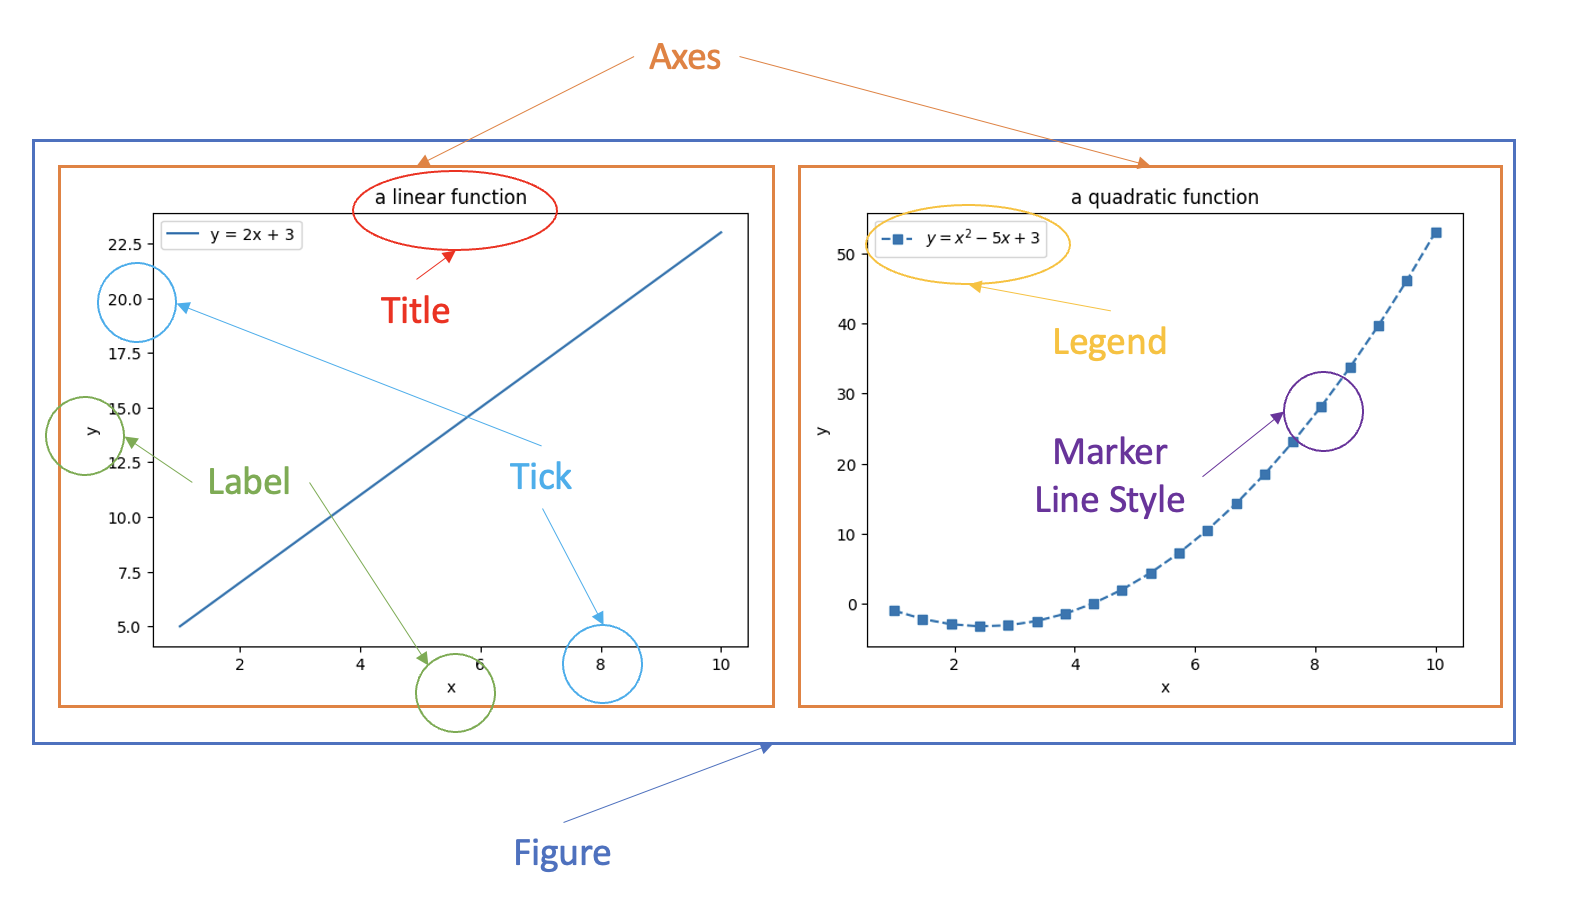 Axes
a linear function
y = 2x + 3
22.5
20.0
17.5
15.0
12.5
10.0
7.5
5.0
y
2
4
6
8
10
x
Title
Label
Tick
a quadratic function
y = x² − 5x + 3
50
40
30
20
10
0
y
2
4
6
8
10
x
Legend
Marker
Line Style
Figure